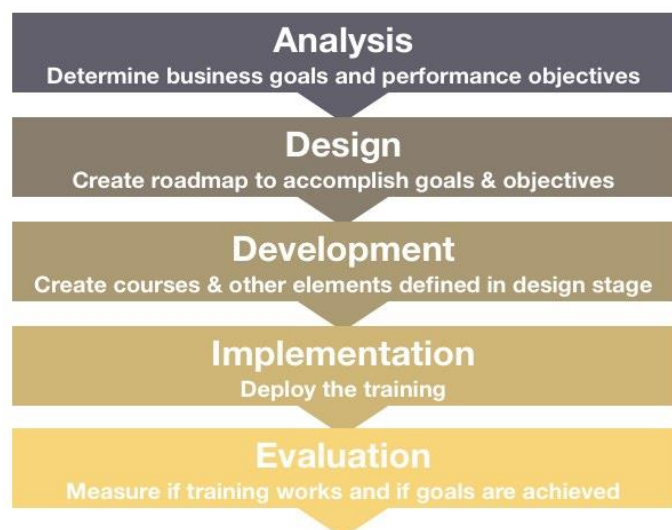 Analysis
Determine business goals and performance objectives
Design
Create roadmap to accomplish goals & objectives
Development
Create courses & other elements defined in design stage
Implementation
Deploy the training
Evaluation
Measure if training works and if goals are achieved